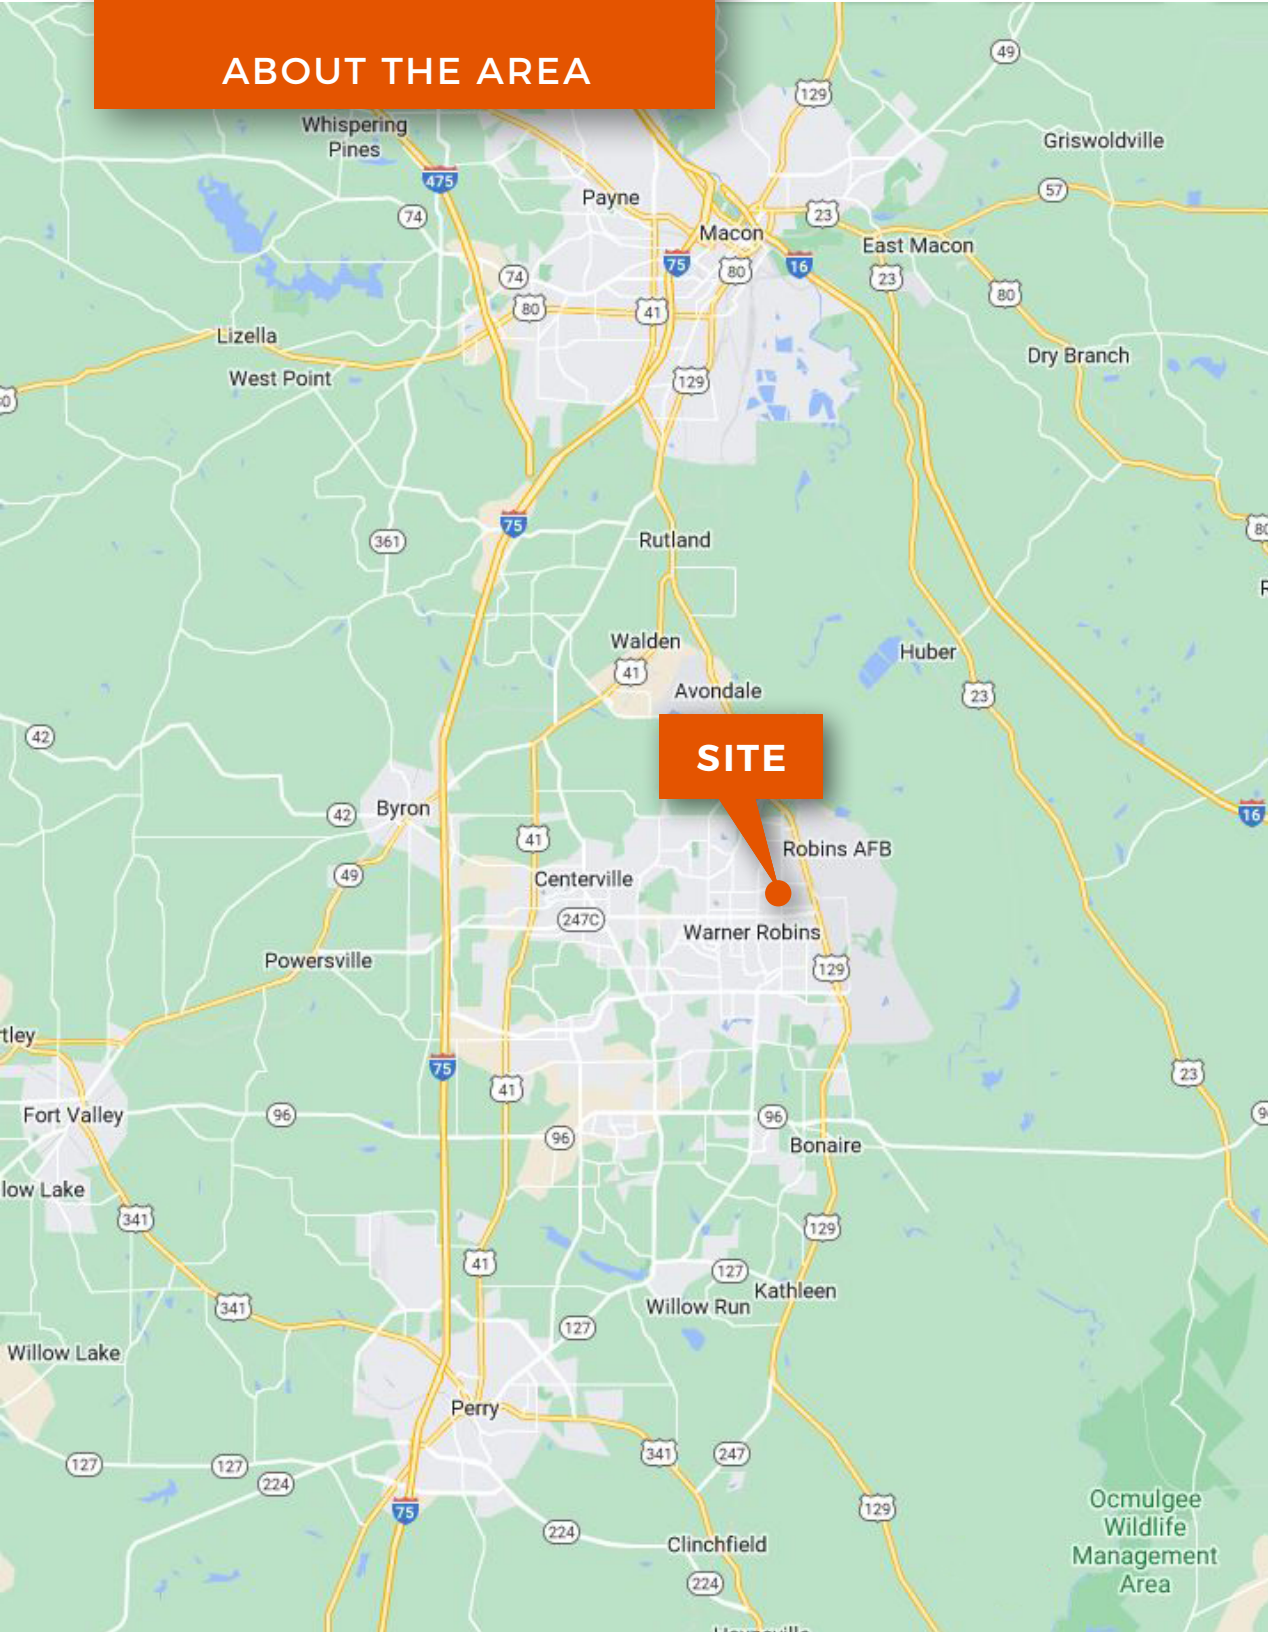 ABOUT THE AREA
49
129
Whispering
Pines
Griswoldville
475
57
Payne
74
23
Macon
East Macon
75
16
80
74
23
80
80
41
Lizella
Dry Branch
West Point
129
75
80
361
Rutland
Walden
Huber
41
Avondale
23
42
SITE
Byron
42
16
41
Robins AFB
49
Centerville
247C
Warner Robins
Powersville
129
tley
75
23
41
Fort Valley
96
96
96
Bonaire
low Lake
341
129
41
127
Kathleen
Willow Run
341
127
Willow Lake
Perry
341
247
127
127
224
Ocmulgee
Wildlife
Management
Area
75
129
224
Clinchfield
224